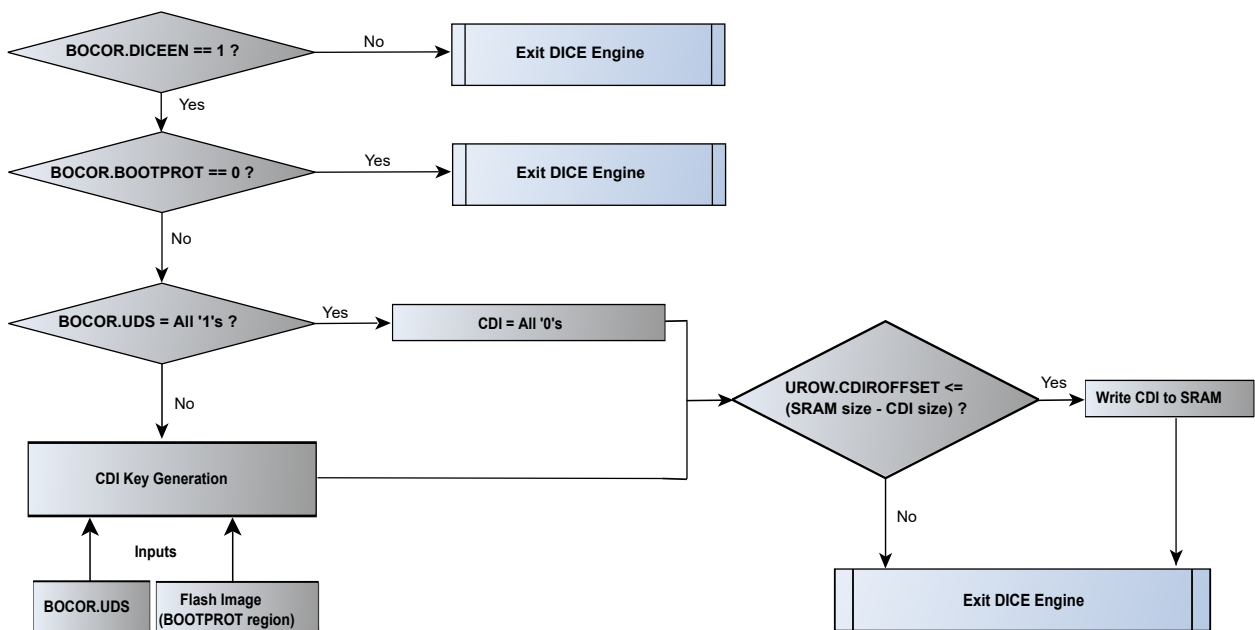 BOCOR.DICEEN == 1 ?
No
Exit DICE Engine
Yes
BOCOR.BOOTPROT == 0 ?
Yes
Exit DICE Engine
No
BOCOR.UDS = All '1's ?
Yes
CDI = All '0's
UROW.CDIROFFSET <=
(SRAM size - CDI size) ?
Yes
Write CDI to SRAM
No
CDI Key Generation
No
Inputs
BOCOR.UDS
Flash Image
(BOOTPROT region)
Exit DICE Engine